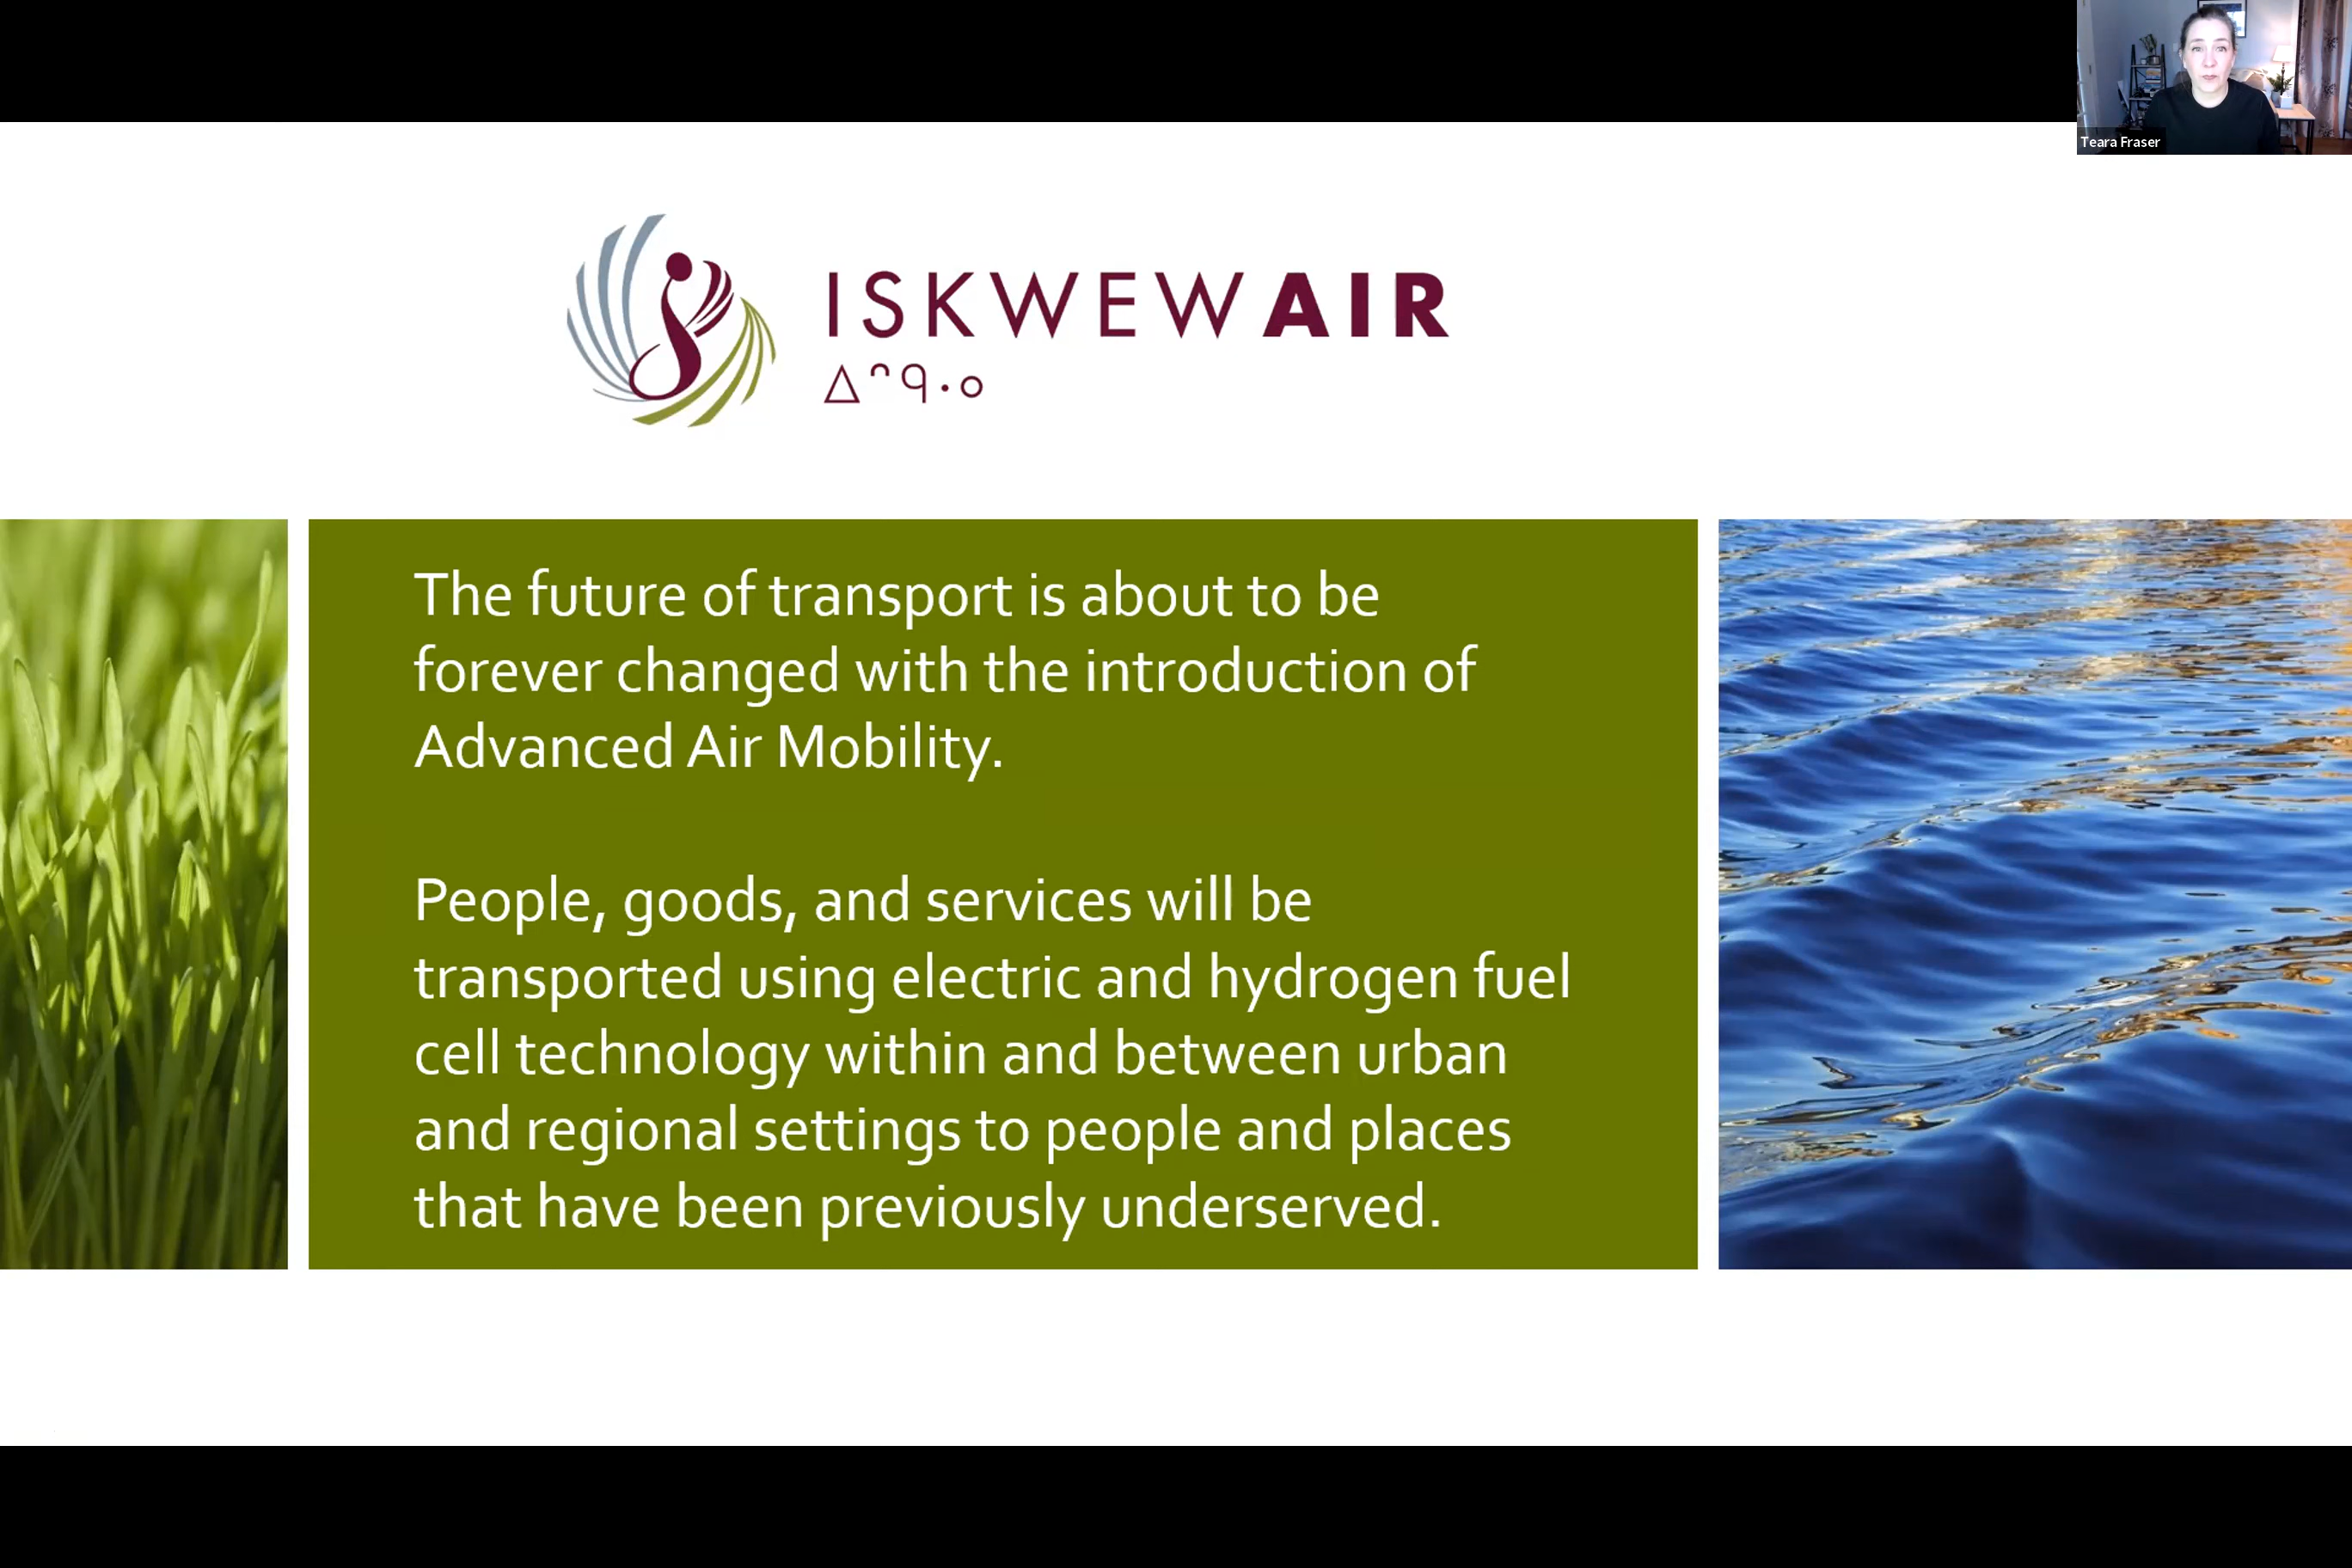 Teara Fraser
ISKWEWAIR
ᐃᐢᑫᐧᐤ
The future of transport is about to be
forever changed with the introduction of
Advanced Air Mobility.
People, goods, and services will be
transported using electric and hydrogen fuel
cell technology within and between urban
and regional settings to people and places
that have been previously underserved.